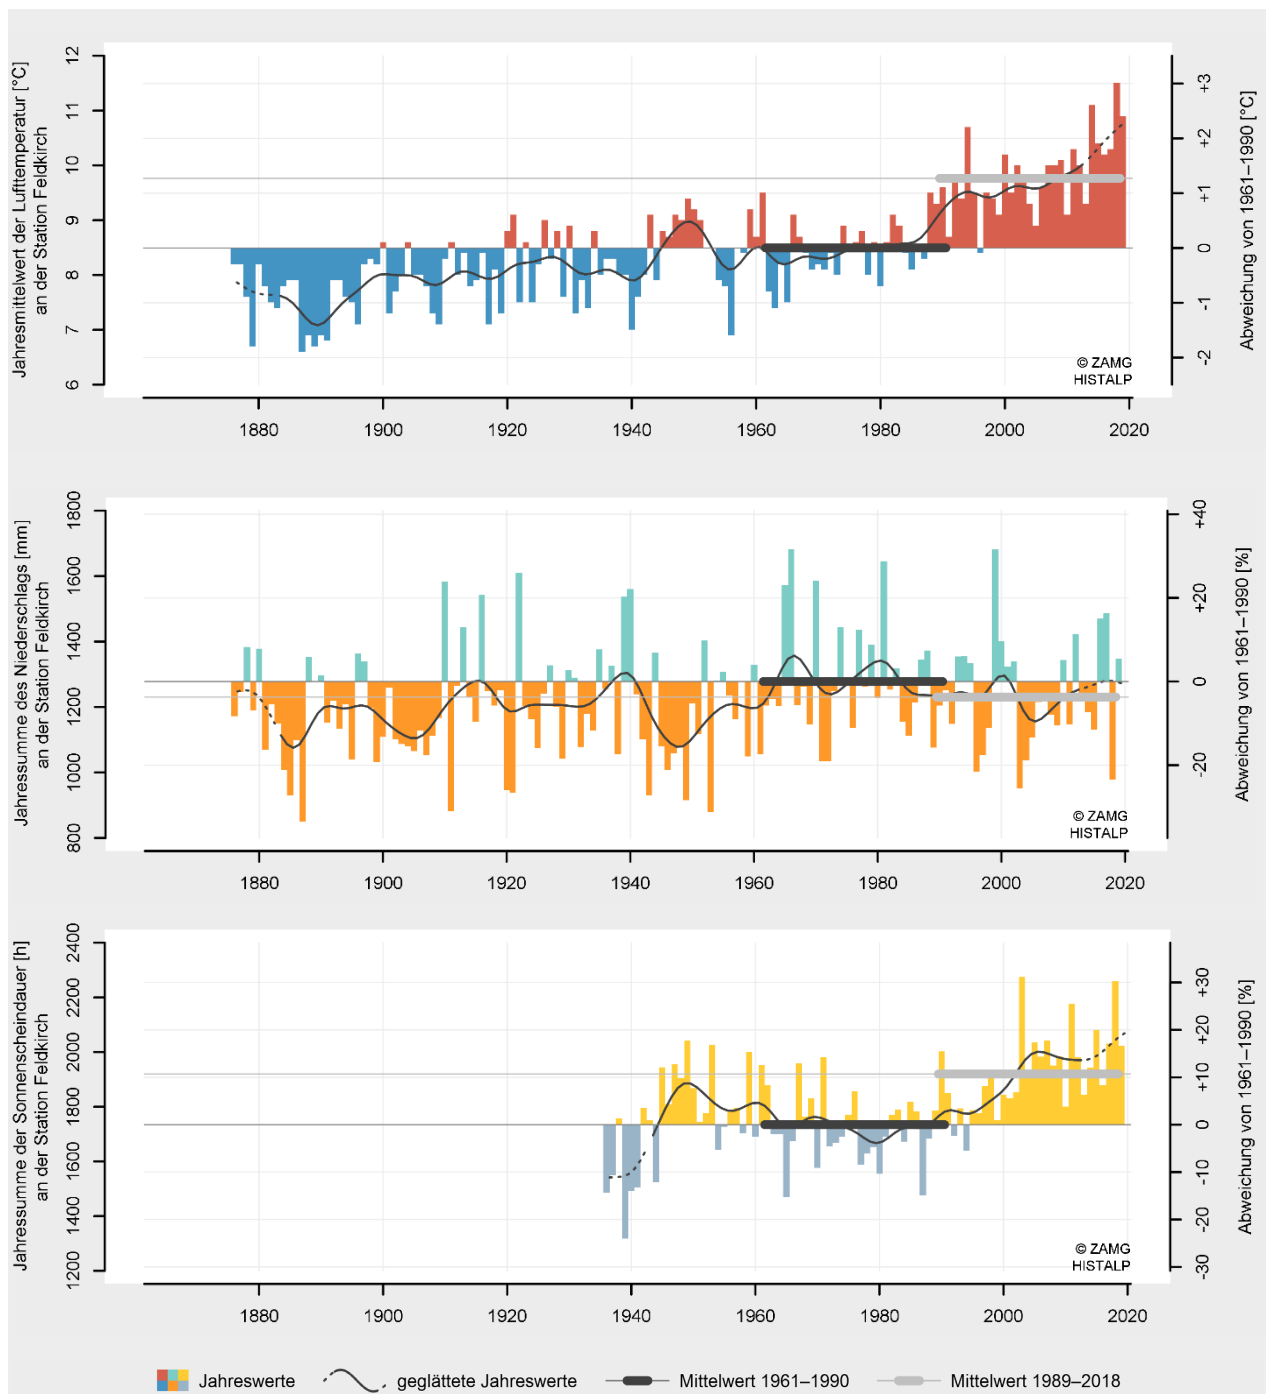 Jahresmittelwert der Lufttemperatur [°C]
an der Station Feldkirch
12
11
10
9
8
7
6
+3
+2
+1
0
-1
-2
Abweichung von 1961–1990 [°C]
© ZAMG
HISTALP
1880 1900 1920 1940 1960 1980 2000 2020
Jahressumme des Niederschlags [mm]
an der Station Feldkirch
1800
1600
1400
1200
1000
800
+40
+20
0
-20
Abweichung von 1961–1990 [%]
© ZAMG
HISTALP
1880 1900 1920 1940 1960 1980 2000 2020
Jahressumme der Sonnenscheindauer [h]
an der Station Feldkirch
2400
2200
2000
1800
1600
1400
1200
+30
+20
+10
0
-10
-20
-30
Abweichung von 1961–1990 [%]
© ZAMG
HISTALP
1880 1900 1920 1940 1960 1980 2000 2020
Jahreswerte geglättete Jahreswerte Mittelwert 1961–1990 Mittelwert 1989–2018